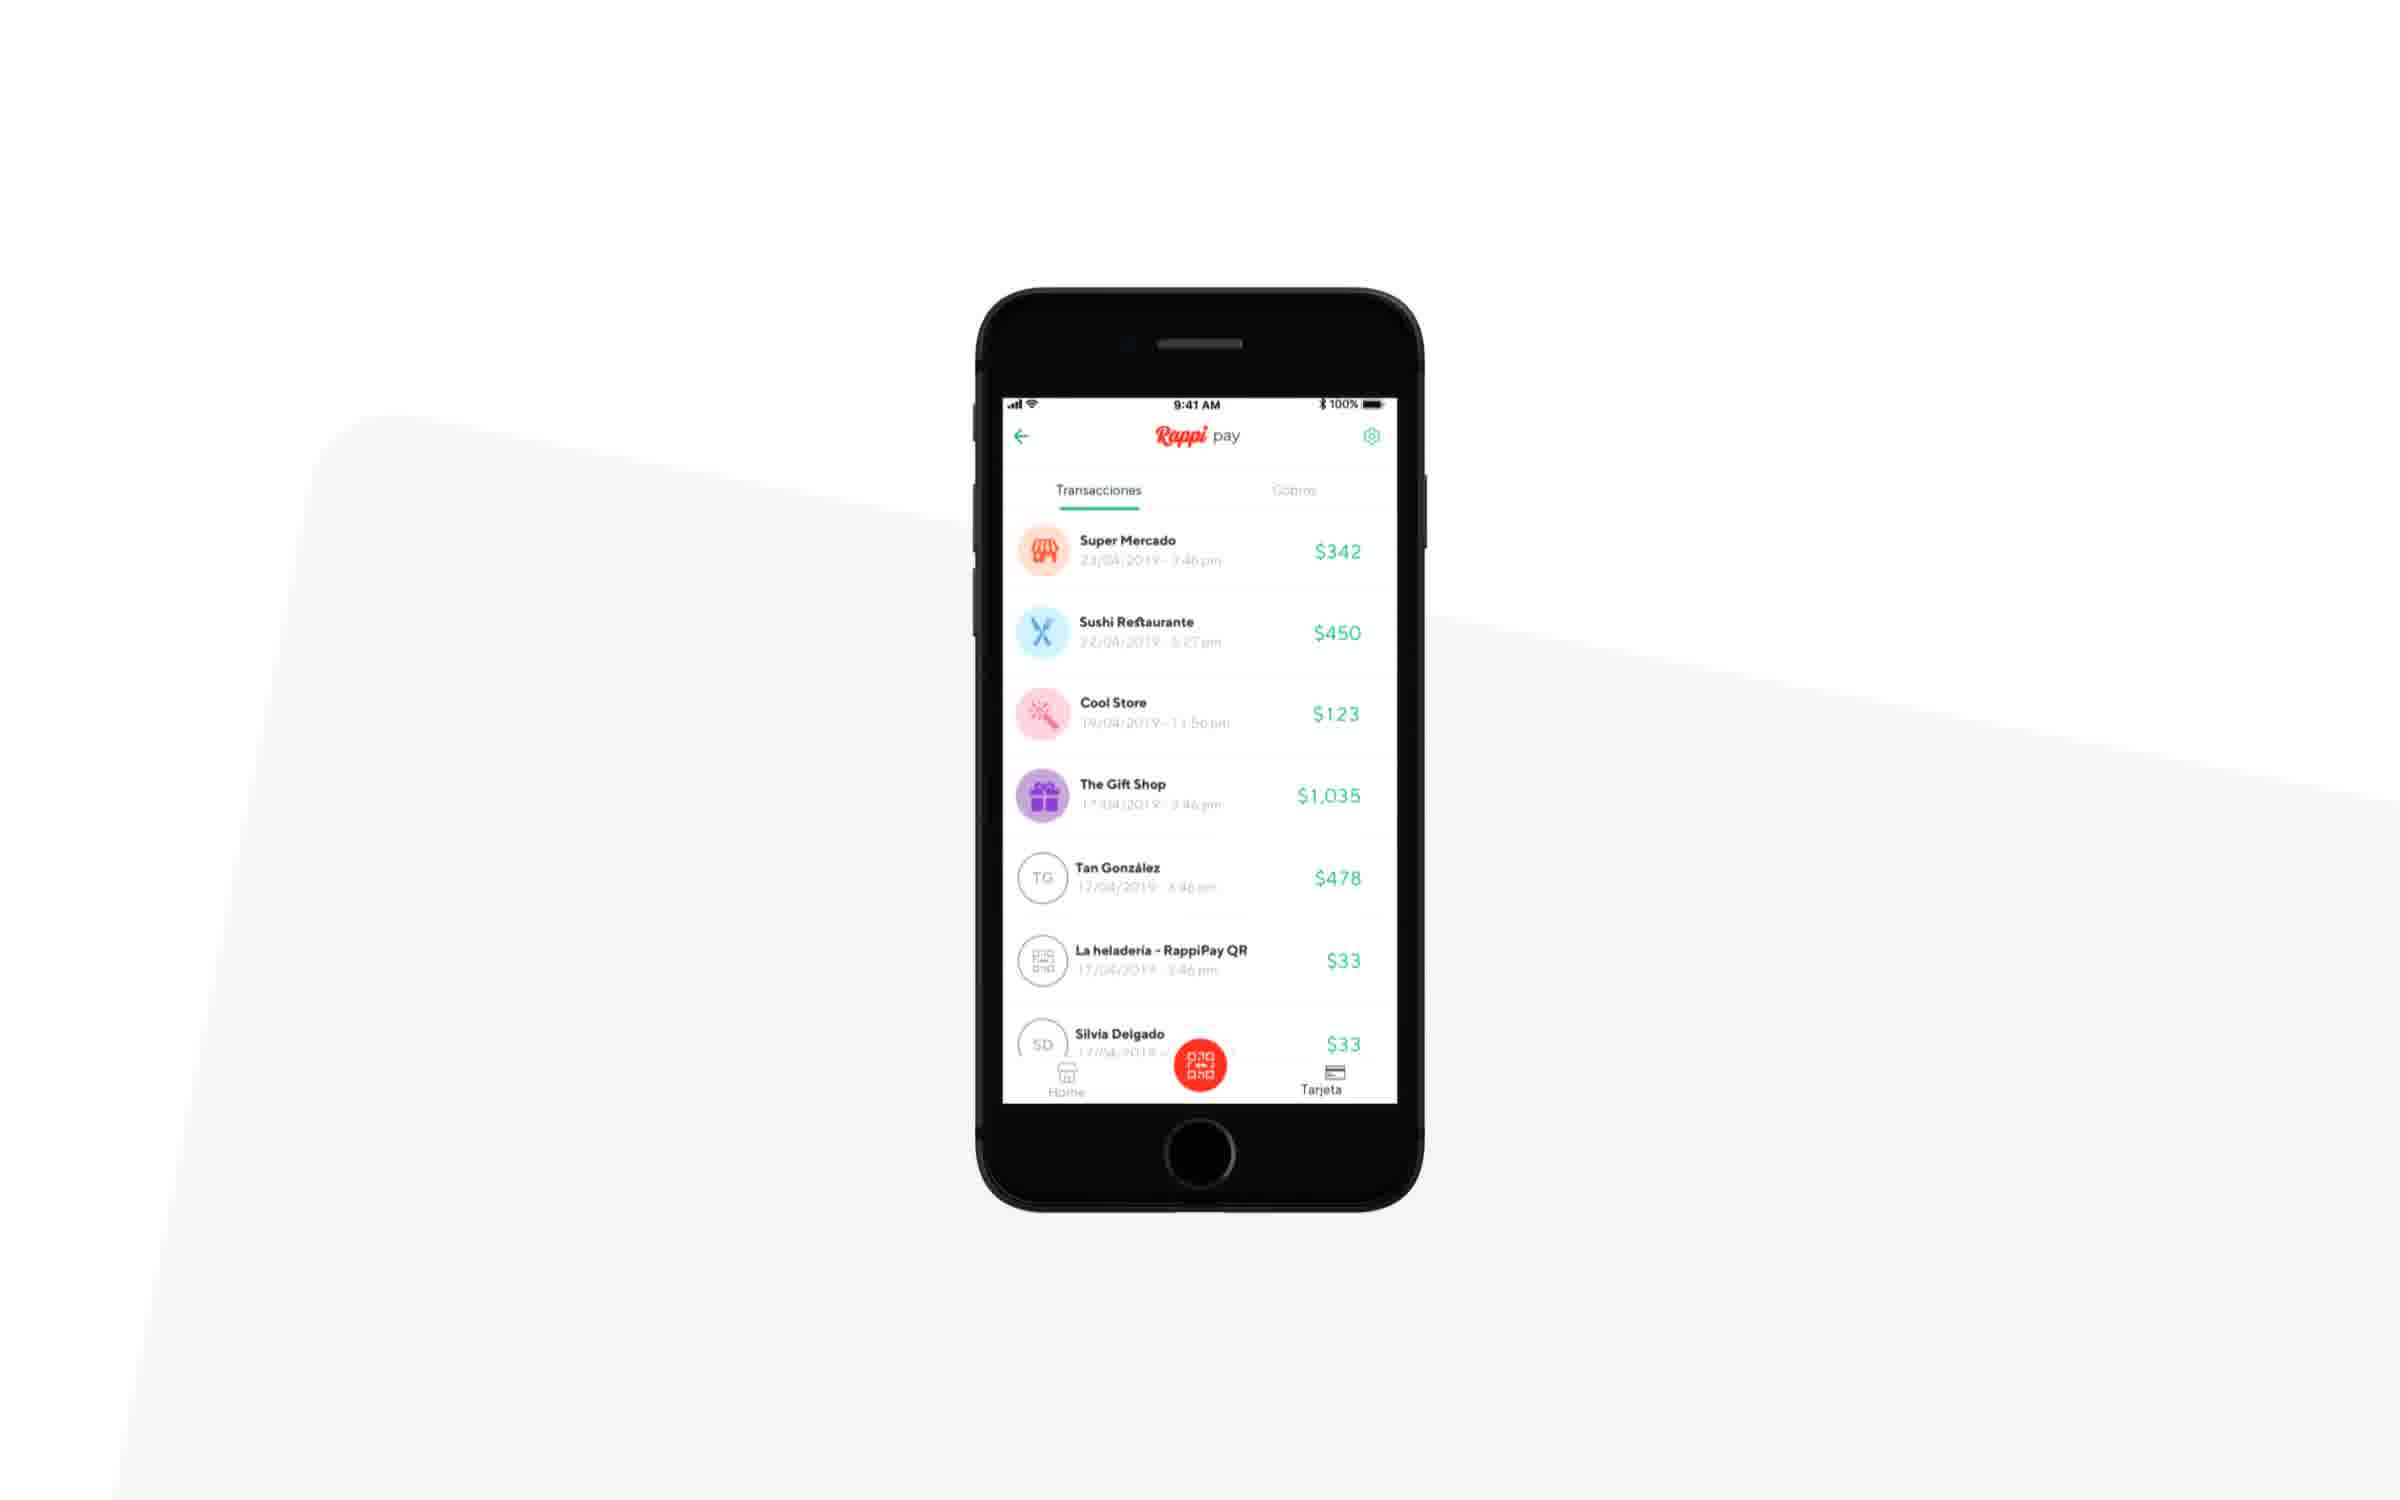 9:41 AM
100%
Rappi pay
Transacciones
Cobros
Super Mercado
$342
23/04/2019 - 3:46 pm
Sushi Restaurante
$450
22/04/2019 - 5:27 pm
Cool Store
$123
19/04/2019 - 11:56 pm
The Gift Shop
$1,035
17/04/2019 - 3:46 pm
TG
Tan González
$478
17/04/2019 - 3:46 pm
La heladería - RappiPay QR
$33
17/04/2019 - 3:46 pm
SD
Silvia Delgado
$33
17/04/2019 -
Home
Tarjeta